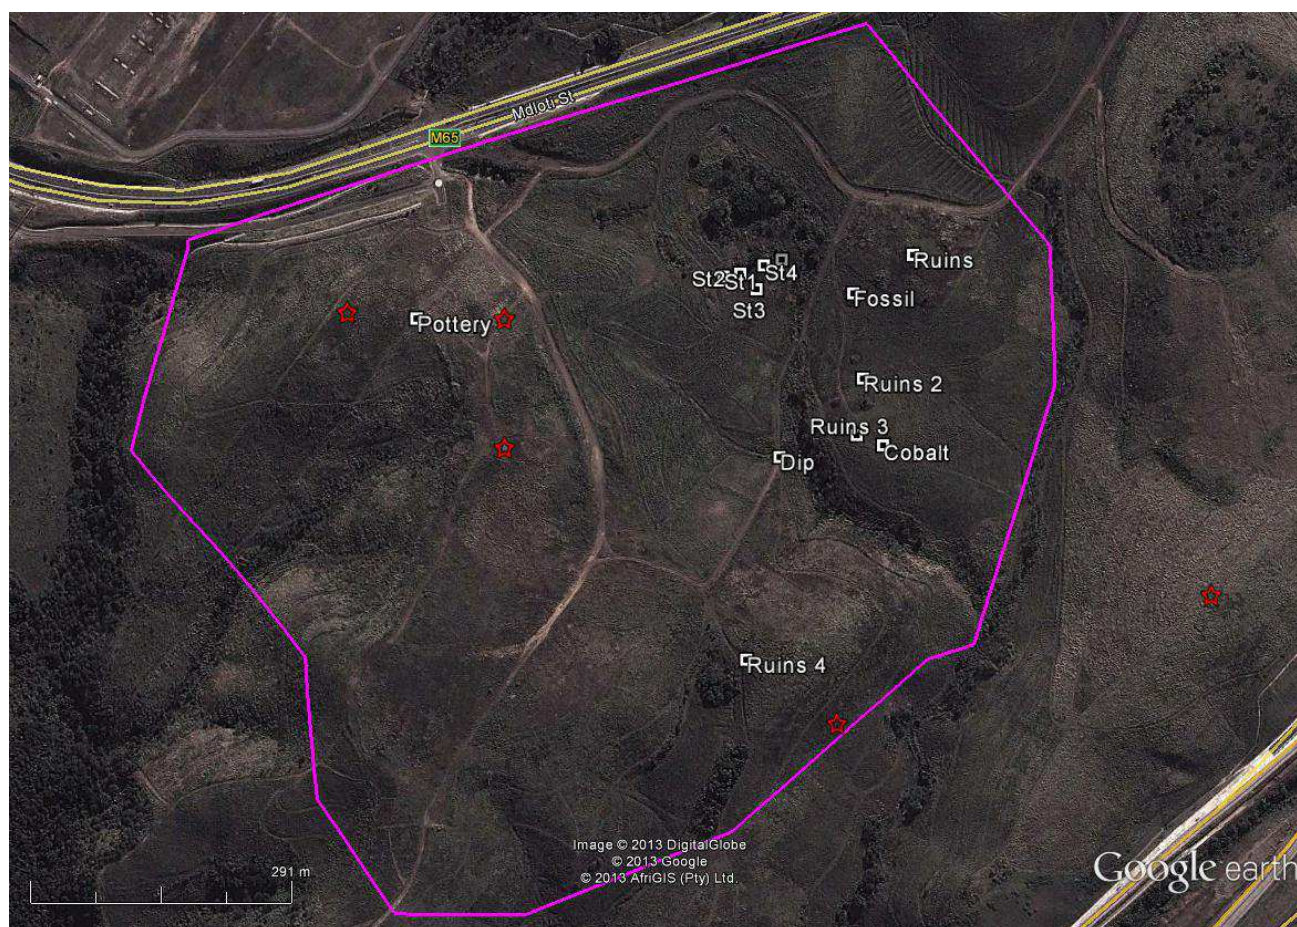 Mdloti St
M65
Ruins
St2
St1
St4
Fossil
St3
Pottery
Ruins 2
Ruins 3
Cobalt
Dip
Ruins 4
Image © 2013 DigitalGlobe
© 2013 Google
© 2013 AfriGIS (Pty) Ltd.
291 m
Google earth